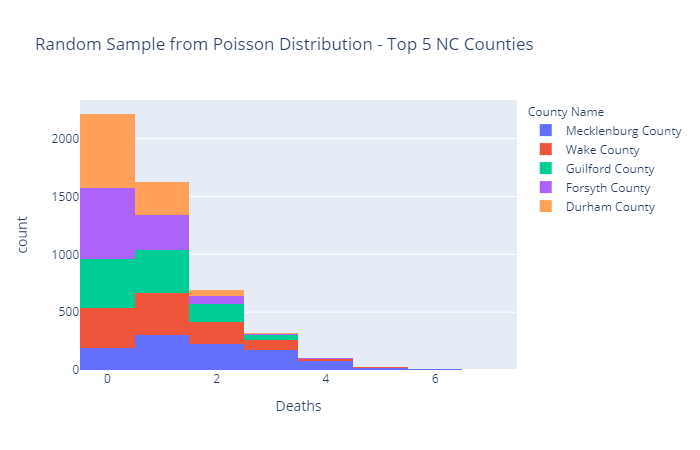 Random Sample from Poisson Distribution - Top 5 NC Counties
County Name
Mecklenburg County
Wake County
Guilford County
Forsyth County
Durham County
2000
1500
1000
500
0
count
0 2 4 6
Deaths